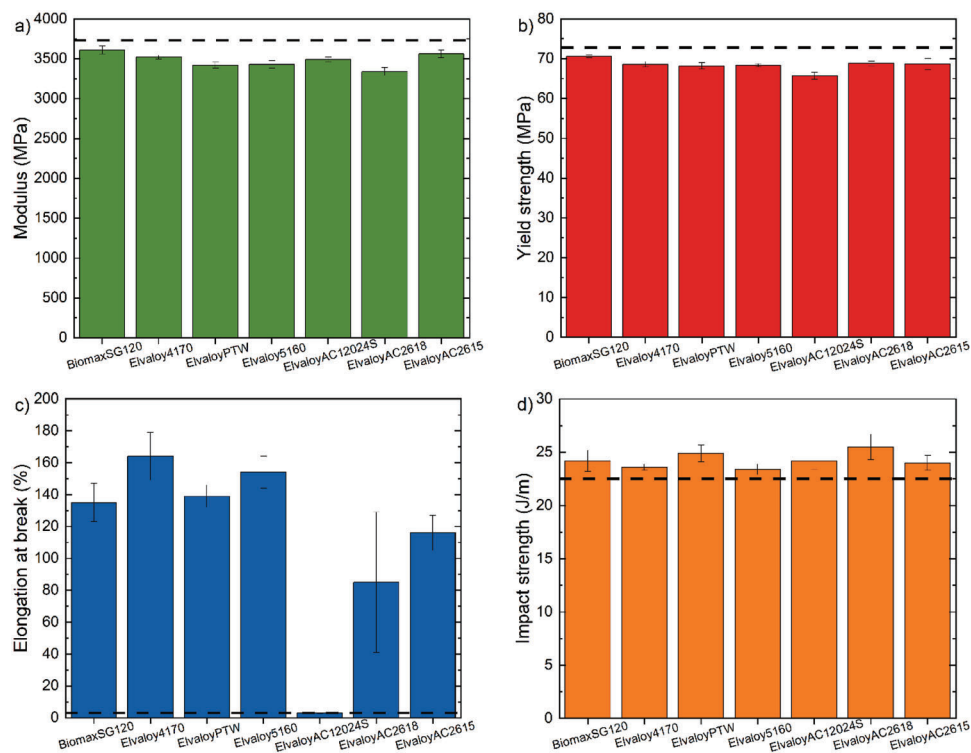 a)
Modulus (MPa)
4000
3500
3000
2500
2000
1500
1000
500
0
BiomaxSG120
Elvaloy4170
ElvaloyPTW
Elvaloy5160
ElvaloyAC12024S
ElvaloyAC2618
ElvaloyAC2615
b)
Yield strength (MPa)
80
70
60
50
40
30
20
10
0
BiomaxSG120
Elvaloy4170
ElvaloyPTW
Elvaloy5160
ElvaloyAC12024S
ElvaloyAC2618
ElvaloyAC2615
c)
Elongation at break (%)
200
180
160
140
120
100
80
60
40
20
0
BiomaxSG120
Elvaloy4170
ElvaloyPTW
Elvaloy5160
ElvaloyAC12024S
ElvaloyAC2618
ElvaloyAC2615
d)
Impact strength (J/m)
30
25
20
15
10
5
0
BiomaxSG120
Elvaloy4170
ElvaloyPTW
Elvaloy5160
ElvaloyAC12024S
ElvaloyAC2618
ElvaloyAC2615